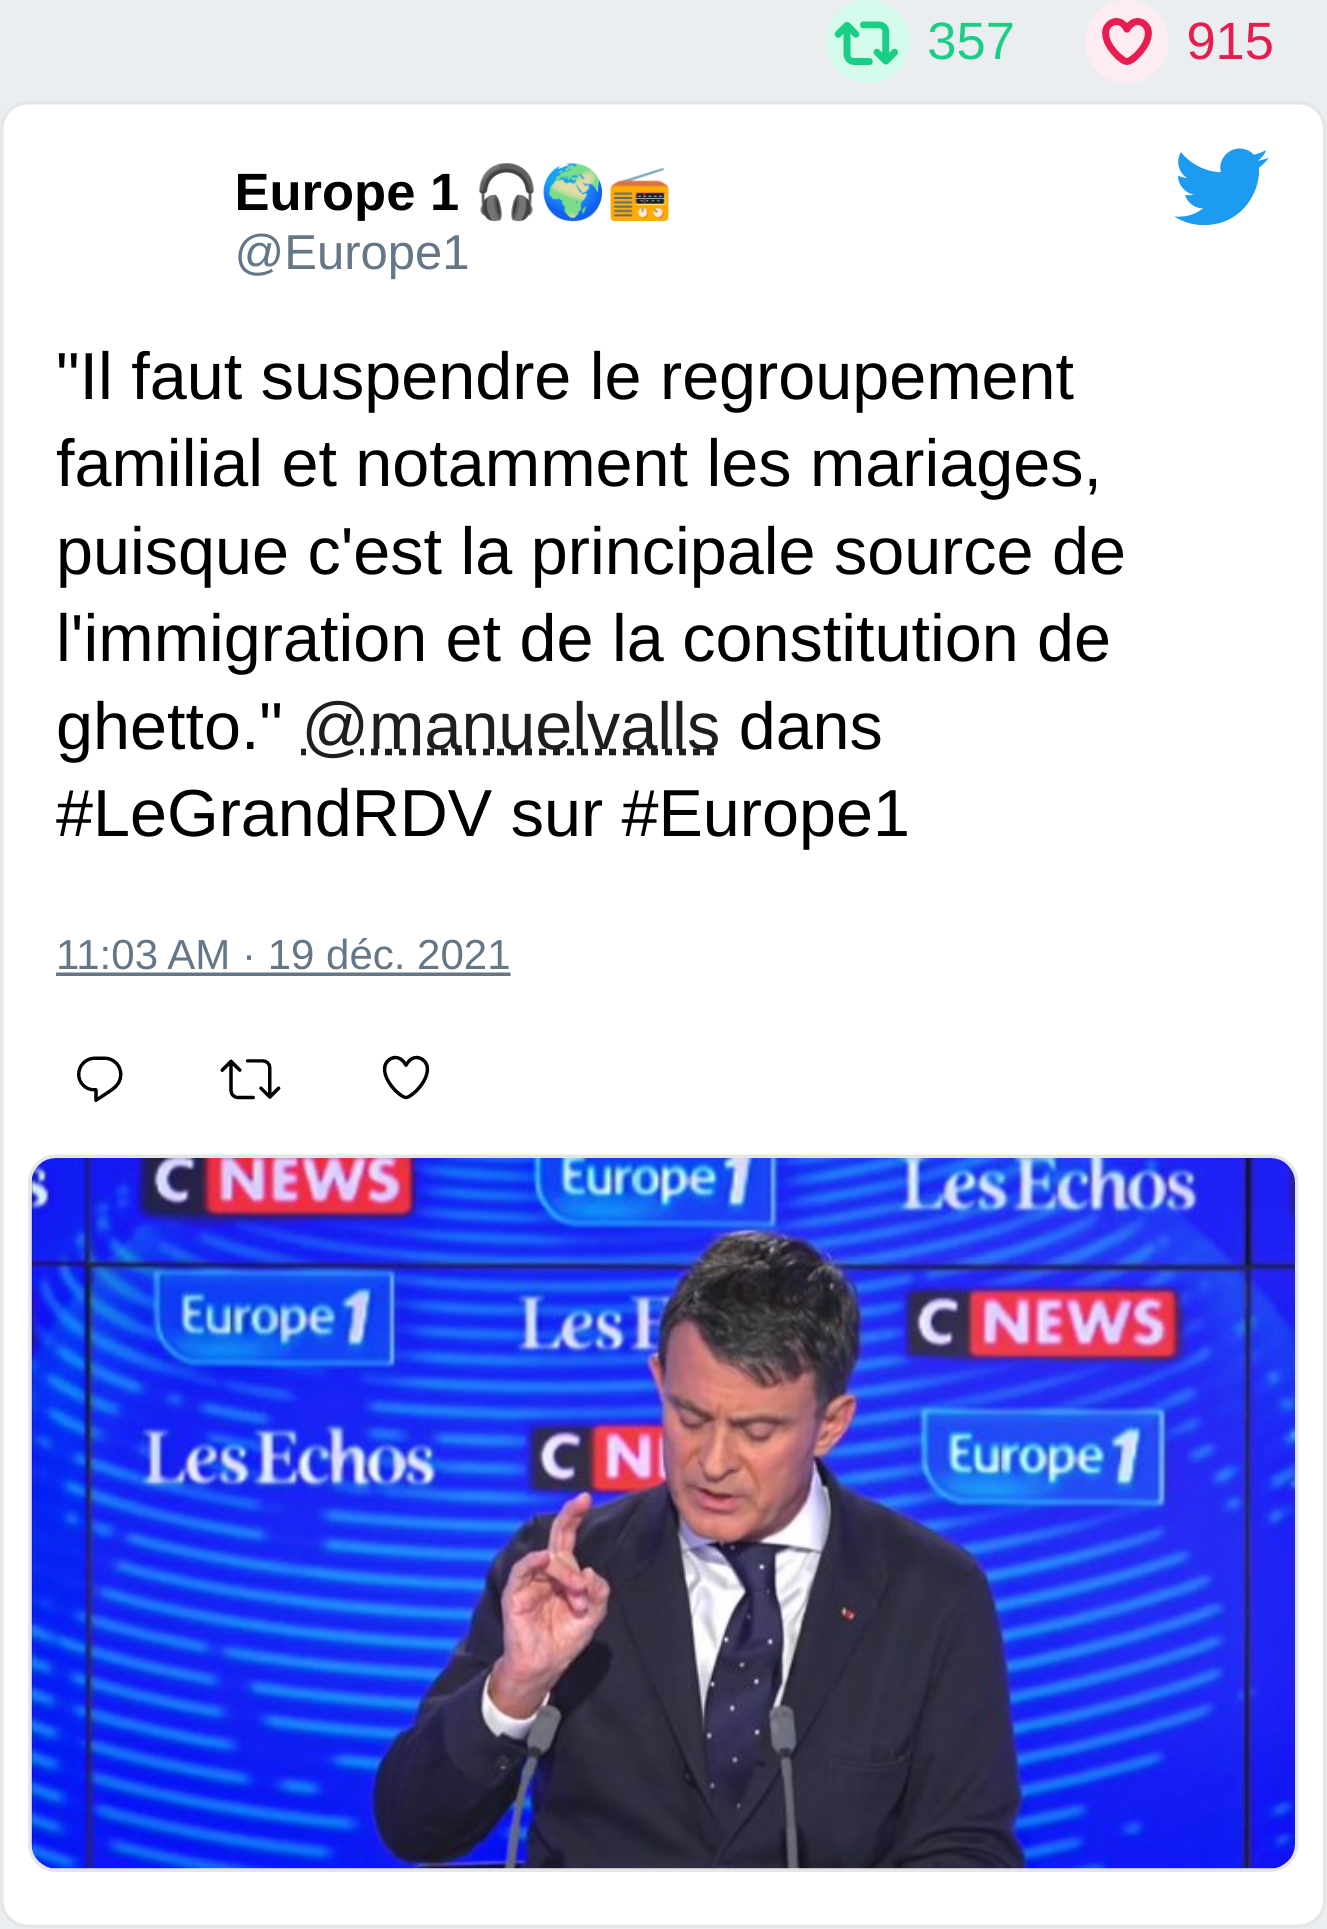 357 915
Europe 1 🎧🌍📻
@Europe1
"Il faut suspendre le regroupement
familial et notamment les mariages,
puisque c'est la principale source de
l'immigration et de la constitution de
ghetto." @manuelvalls dans
#LeGrandRDV sur #Europe1
11:03 AM · 19 déc. 2021
s C NEWS Europe 1 Les Echos
Europe 1 Les E C NEWS
Les Echos C NE Europe 1